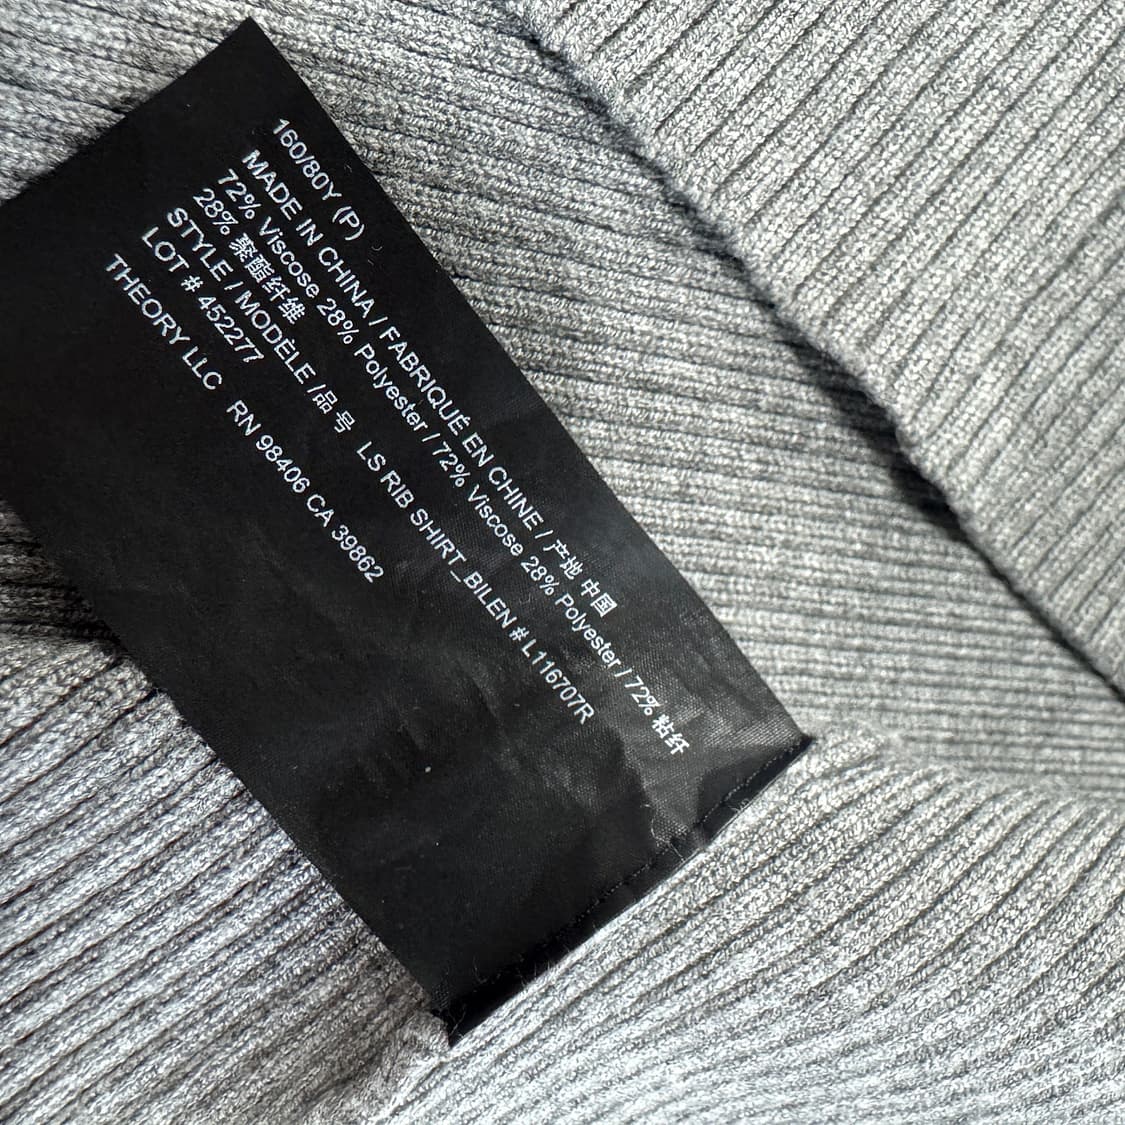 160/80Y (P)
MADE IN CHINA / FABRIQUÉ EN CHINE / 产地 中国
72% Viscose 28% Polyester / 72% Viscose 28% Polyester / 72% 粘纤
28% 聚酯纤维
STYLE / MODÈLE /品 号 LS RIB SHIRT_BILEN # L116707R
LOT # 452277
THEORY LLC RN 98406 CA 39862